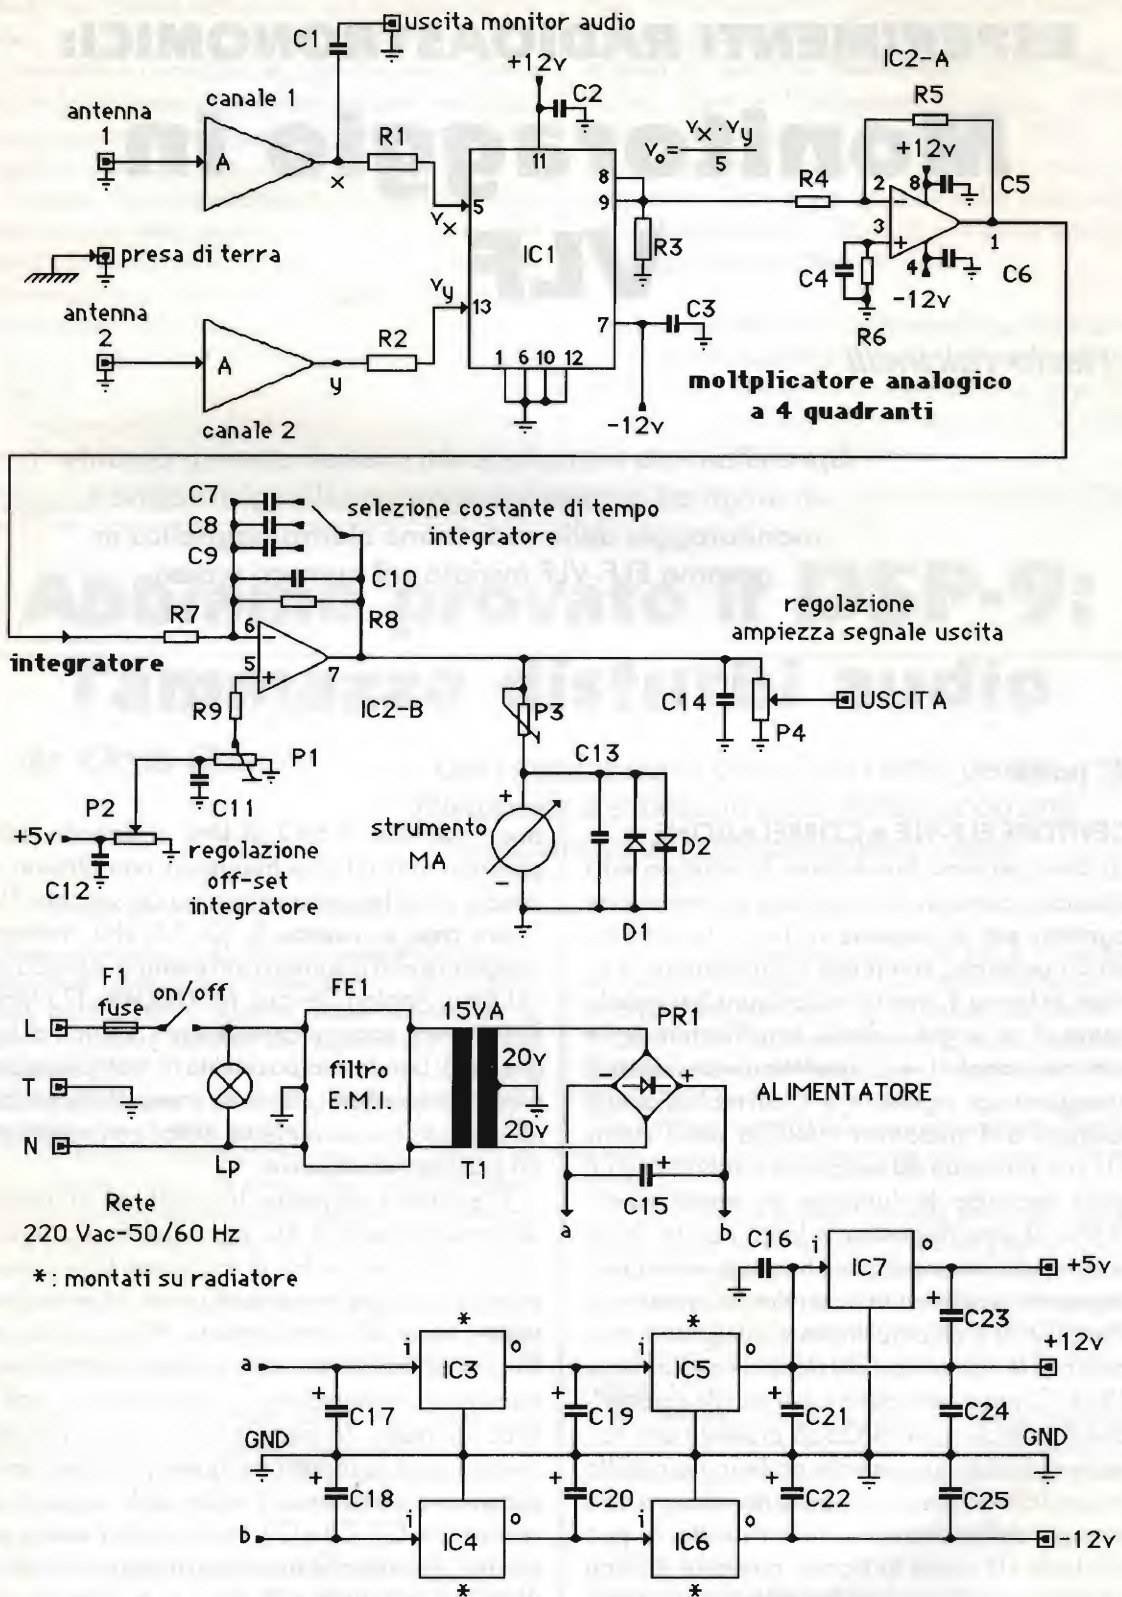 uscita monitor audio
C1
+12v
IC2-A
canale 1
C2
R5
antenna
1
A
R1
x
11
v₀ = vx · vy / 5
+12v
8
9
R4
2
8
C5
5
vx
IC1
R3
3
1
4
C4
C6
-12v
R6
presa di terra
vy
antenna
2
13
A
R2
y
7
C3
1 6 10 12
moltplicatore analogico
a 4 quadranti
canale 2
-12v
C7
C8
C9
selezione costante di tempo
integratore
C10
R8
R7
6
5
7
integratore
IC2-B
R9
P1
C11
P2
+5v
C12
regolazione
off-set
integratore
regolazione
ampiezza segnale uscita
P3
C14
USCITA
P4
C13
strumento
MA
D2
D1
F1
fuse
on/off
FE1
15VA
PR1
L
T
N
Lp
filtro
E.M.I.
20v
20v
T1
ALIMENTATORE
C15
a
b
Rete
220 Vac-50/60 Hz
*: montati su radiatore
C16
i
IC7
o
+5v
C23
+12v
a
i
*
IC3
o
i
*
IC5
o
C17
C19
C21
C24
GND
GND
C18
C20
C22
C25
b
i
IC4
o
*
i
IC6
o
*
-12v